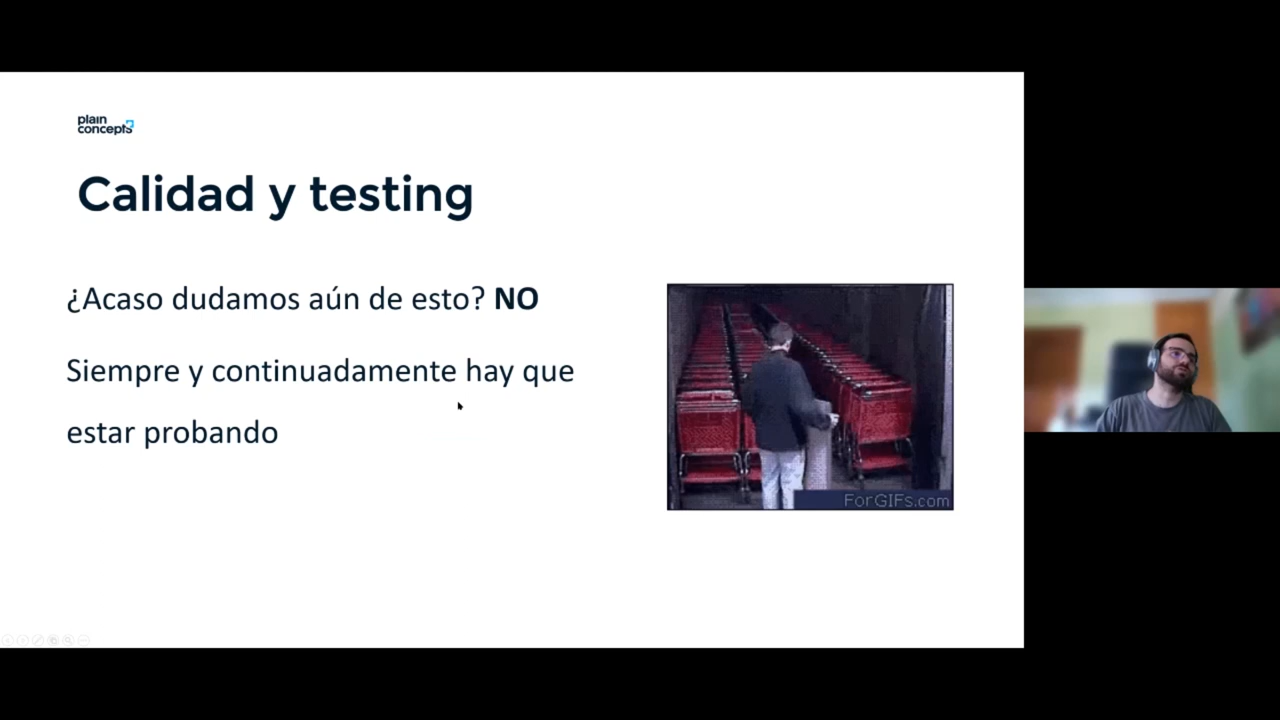 plain
concepts
Calidad y testing
¿Acaso dudamos aún de esto? NO
Siempre y continuadamente hay que
estar probando
ForGIFs.com